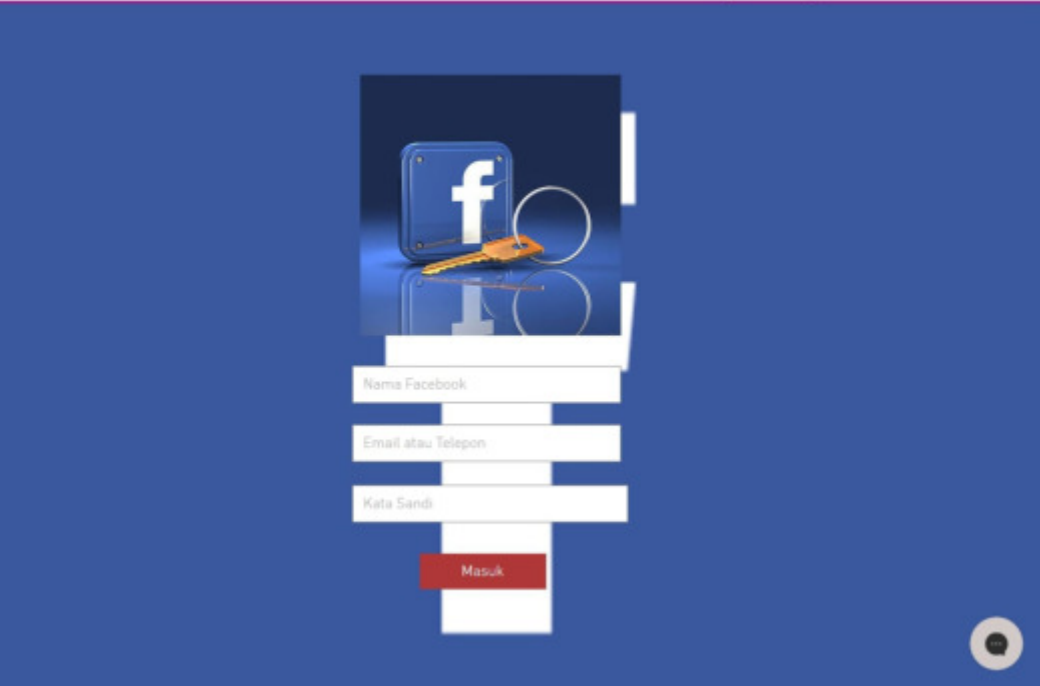 f
Nama Facebook
Email atau Telepon
Kata Sandi
Masuk